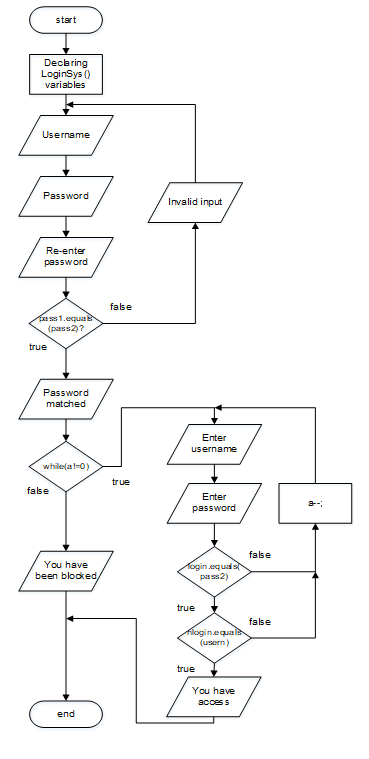 start
Declaring
LoginSys()
variables
Username
Password
Invalid input
Re-enter
password
false
pass1.equals
(pass2)?
true
Password
matched
Enter
username
while(a!=0)
true
false
Enter
password
a--;
false
login.equals(
pass2)
You have
been blocked
true
false
nlogin.equals
(usern)
true
You have
access
end